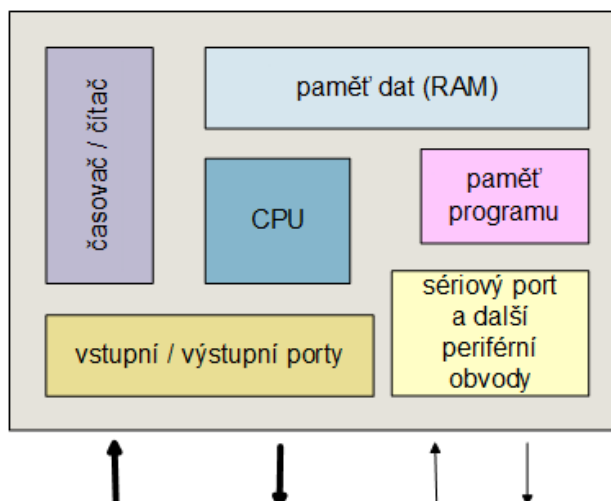 časovač / čítač
paměť dat (RAM)
CPU
paměť
programu
vstupní / výstupní porty
sériový port
a další
periférní
obvody